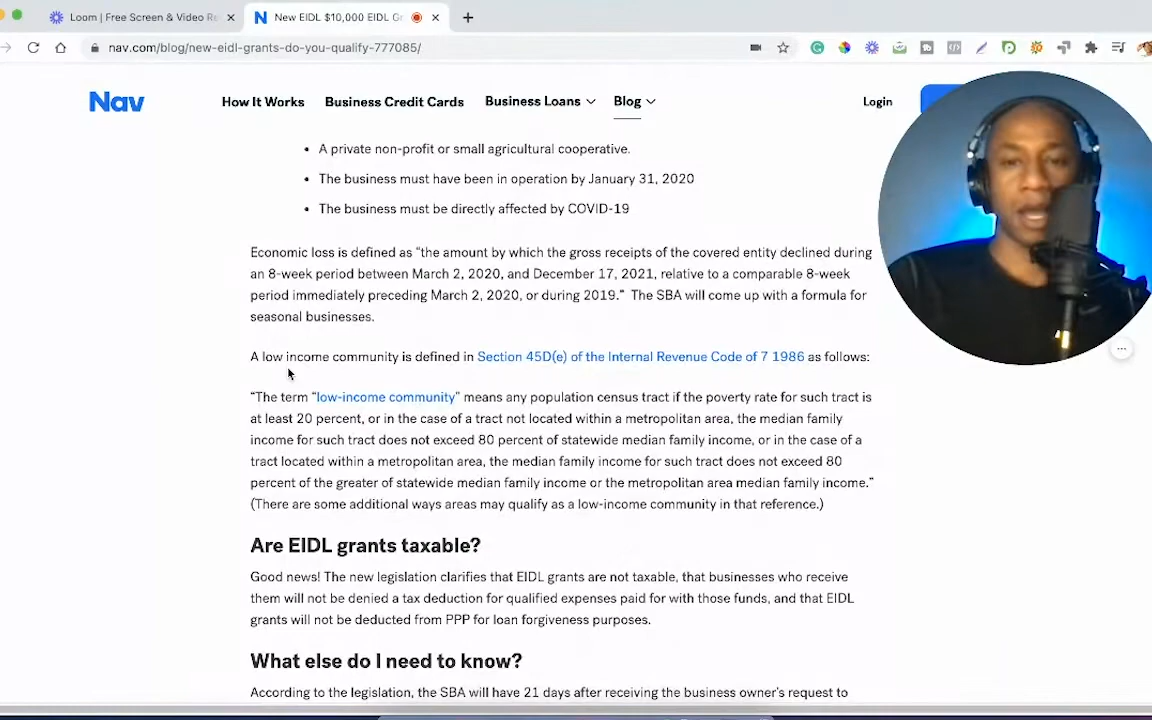 Loom | Free Screen & Video Re
New EIDL $10,000 EIDL Gr
nav.com/blog/new-eidl-grants-do-you-qualify-777085/
Nav How It Works Business Credit Cards Business Loans Blog Login
• A private non-profit or small agricultural cooperative.
• The business must have been in operation by January 31, 2020
• The business must be directly affected by COVID-19
Economic loss is defined as “the amount by which the gross receipts of the covered entity declined during
an 8-week period between March 2, 2020, and December 17, 2021, relative to a comparable 8-week
period immediately preceding March 2, 2020, or during 2019.” The SBA will come up with a formula for
seasonal businesses.
A low income community is defined in Section 45D(e) of the Internal Revenue Code of 7 1986 as follows:
“The term “low-income community” means any population census tract if the poverty rate for such tract is
at least 20 percent, or in the case of a tract not located within a metropolitan area, the median family
income for such tract does not exceed 80 percent of statewide median family income, or in the case of a
tract located within a metropolitan area, the median family income for such tract does not exceed 80
percent of the greater of statewide median family income or the metropolitan area median family income.”
(There are some additional ways areas may qualify as a low-income community in that reference.)
Are EIDL grants taxable?
Good news! The new legislation clarifies that EIDL grants are not taxable, that businesses who receive
them will not be denied a tax deduction for qualified expenses paid for with those funds, and that EIDL
grants will not be deducted from PPP for loan forgiveness purposes.
What else do I need to know?
According to the legislation, the SBA will have 21 days after receiving the business owner's request to